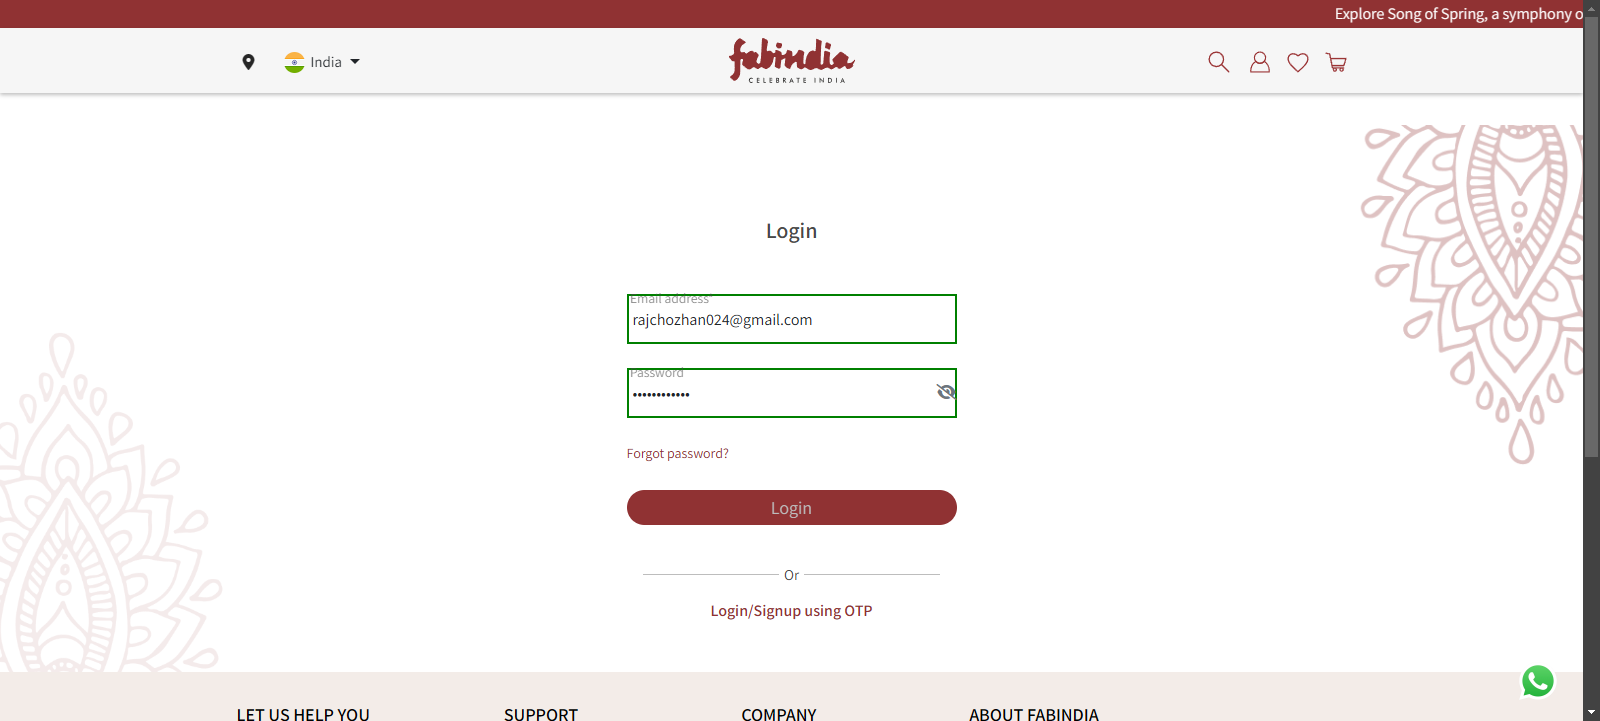 Explore Song of Spring, a symphony o
India
fabindia
CELEBRATE INDIA
Login
Email address*
rajchozhan024@gmail.com
Password
••••••••••••
Forgot password?
Login
Or
Login/Signup using OTP
LET US HELP YOU SUPPORT COMPANY ABOUT FABINDIA